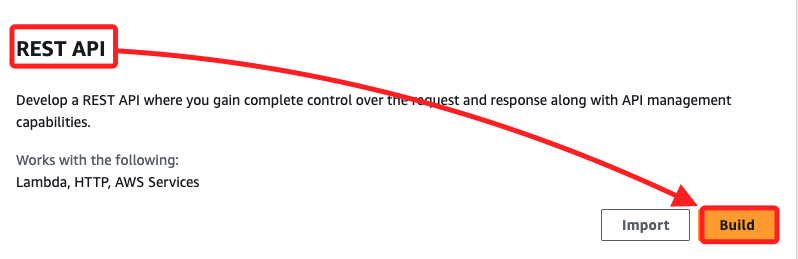 REST API
Develop a REST API where you gain complete control over the request and response along with API management
capabilities.
Works with the following:
Lambda, HTTP, AWS Services
Import
Build